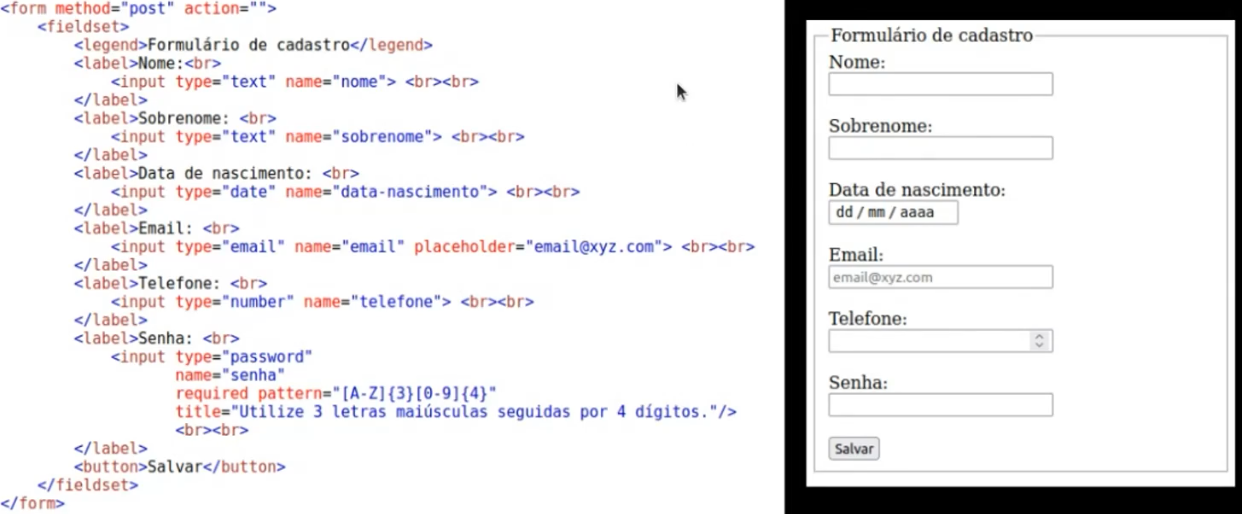 <form method="post" action="">
<fieldset>
<legend>Formulário de cadastro</legend>
<label>Nome:<br>
<input type="text" name="nome"> <br><br>
</label>
<label>Sobrenome: <br>
<input type="text" name="sobrenome"> <br><br>
</label>
<label>Data de nascimento: <br>
<input type="date" name="data-nascimento"> <br><br>
</label>
<label>Email: <br>
<input type="email" name="email" placeholder="email@xyz.com"> <br><br>
</label>
<label>Telefone: <br>
<input type="number" name="telefone"> <br><br>
</label>
<label>Senha: <br>
<input type="password"
name="senha"
required pattern="[A-Z]{3}[0-9]{4}"
title="Utilize 3 letras maiúsculas seguidas por 4 dígitos."/>
<br><br>
</label>
<button>Salvar</button>
</fieldset>
</form>
Formulário de cadastro
Nome:
Sobrenome:
Data de nascimento:
dd / mm / aaaa
Email:
email@xyz.com
Telefone:
Senha:
Salvar